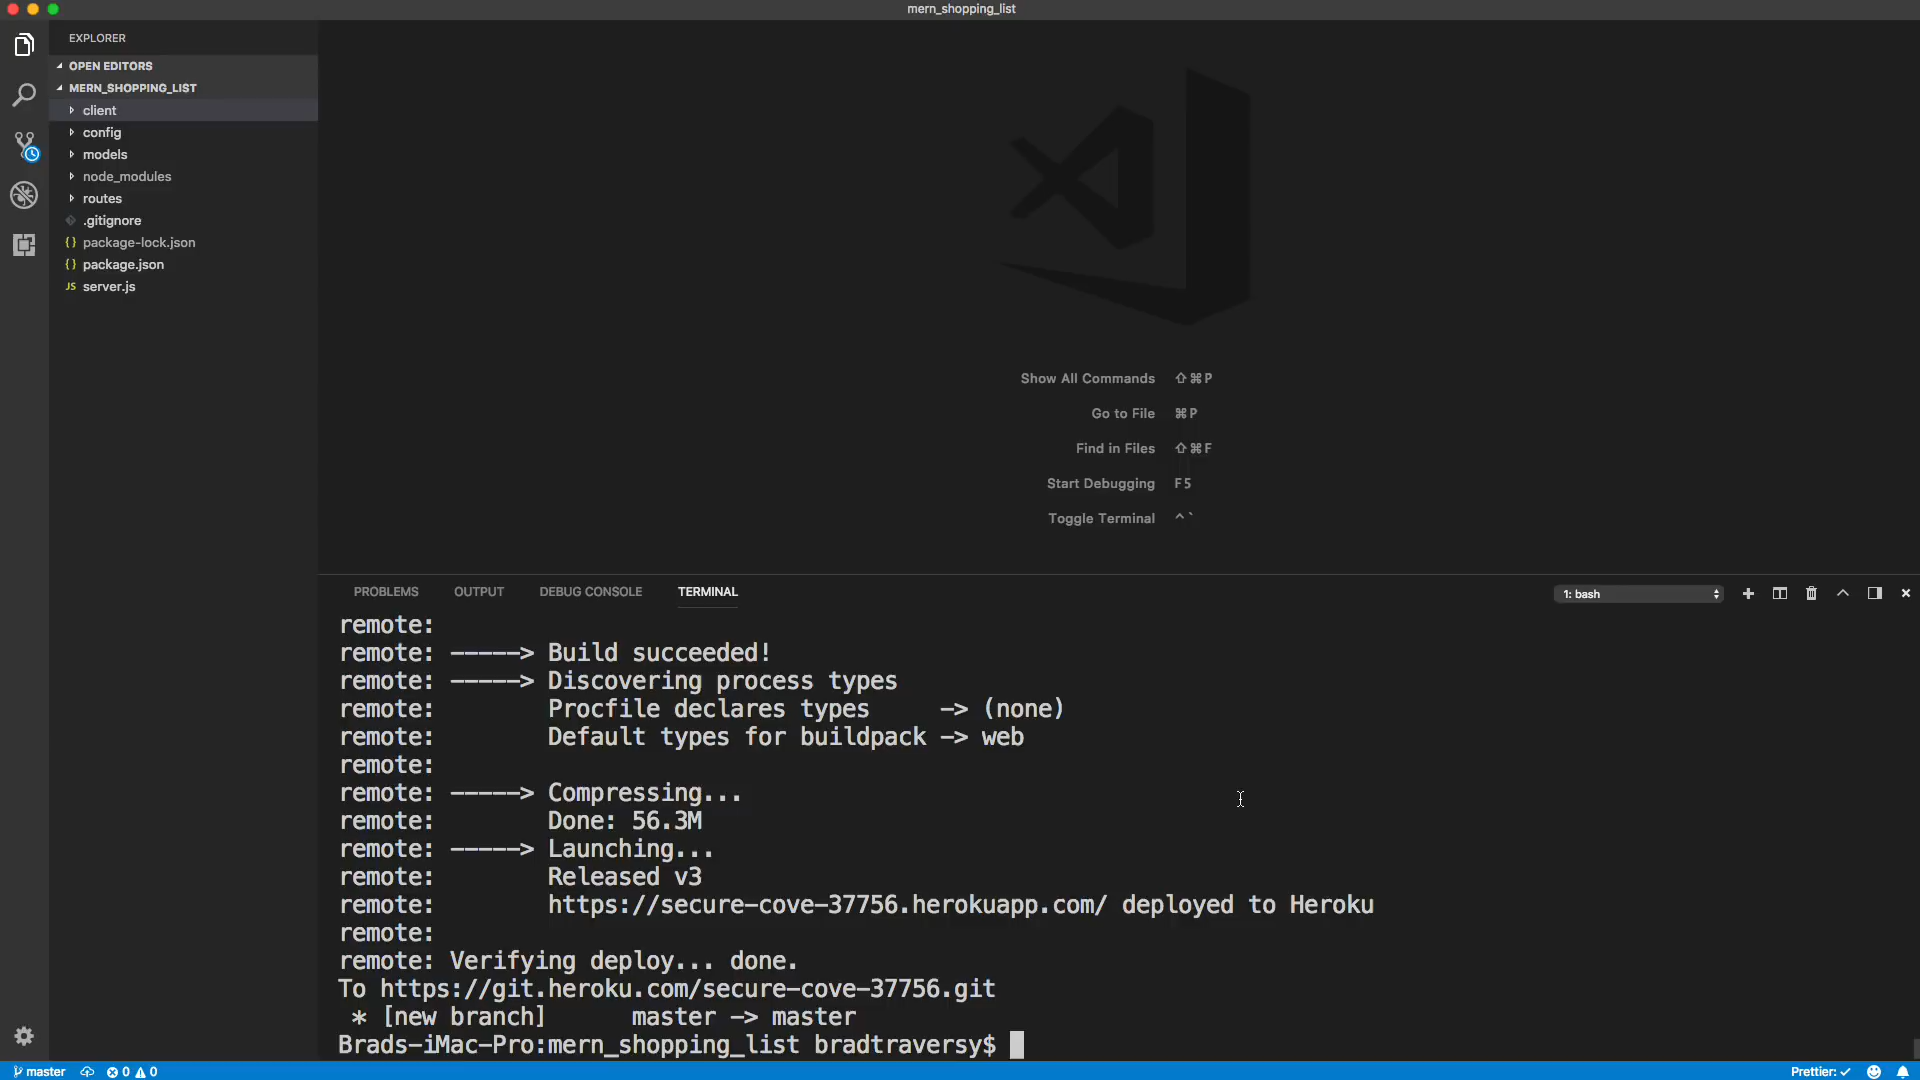 mern_shopping_list
EXPLORER
OPEN EDITORS
MERN_SHOPPING_LIST
client
config
models
node_modules
routes
.gitignore
{} package-lock.json
{} package.json
JS server.js
Show All Commands ⇧⌘P
Go to File ⌘P
Find in Files ⇧⌘F
Start Debugging F5
Toggle Terminal ^`
PROBLEMS OUTPUT DEBUG CONSOLE TERMINAL
1: bash
remote:
remote: -----> Build succeeded!
remote: -----> Discovering process types
remote:        Procfile declares types     -> (none)
remote:        Default types for buildpack -> web
remote:
remote: -----> Compressing...
remote:        Done: 56.3M
remote: -----> Launching...
remote:        Released v3
remote:        https://secure-cove-37756.herokuapp.com/ deployed to Heroku
remote:
remote: Verifying deploy... done.
To https://git.heroku.com/secure-cove-37756.git
 * [new branch]      master -> master
Brads-iMac-Pro:mern_shopping_list bradtraversy$
master 0 0 Prettier: ✓